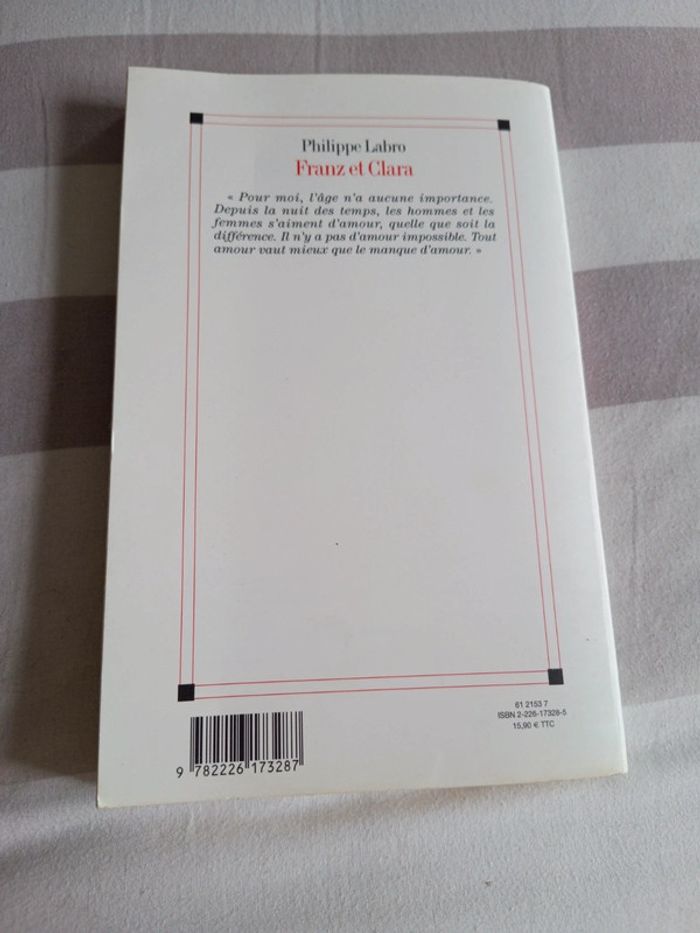 Philippe Labro
Franz et Clara
« Pour moi, l'âge n'a aucune importance.
Depuis la nuit des temps, les hommes et les
femmes s'aiment d'amour, quelle que soit la
différence. Il n'y a pas d'amour impossible. Tout
amour vaut mieux que le manque d'amour. »
61 2153 7
ISBN 2-226-17328-5
15,90 € TTC
9 782226 173287